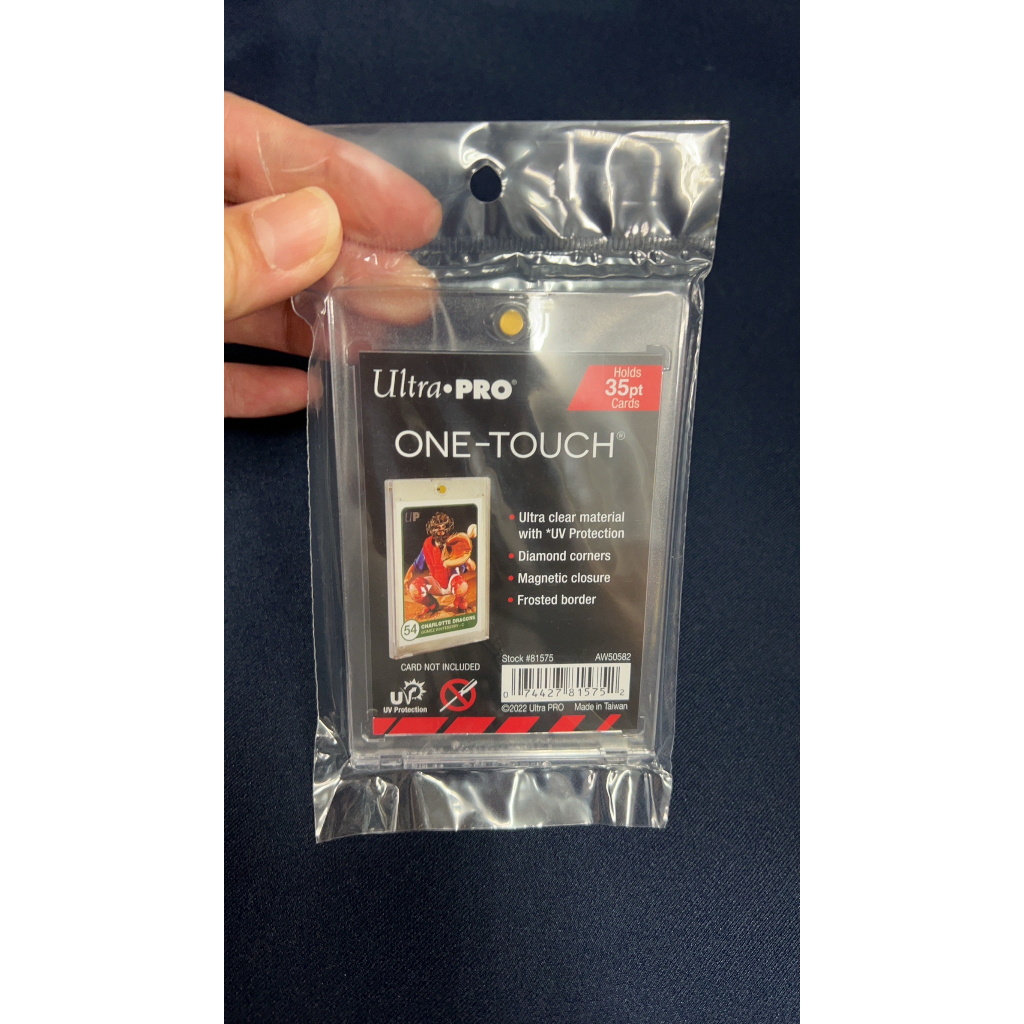 Ultra•PRO®
Holds
35pt
Cards
ONE-TOUCH®
UP
54
CHARLOTTE DRAGONS
• Ultra clear material
with *UV Protection
• Diamond corners
• Magnetic closure
• Frosted border
CARD NOT INCLUDED
UV
UV Protection
Stock #81575 AW50582
0 74427 81575 2
©2022 Ultra PRO Made in Taiwan